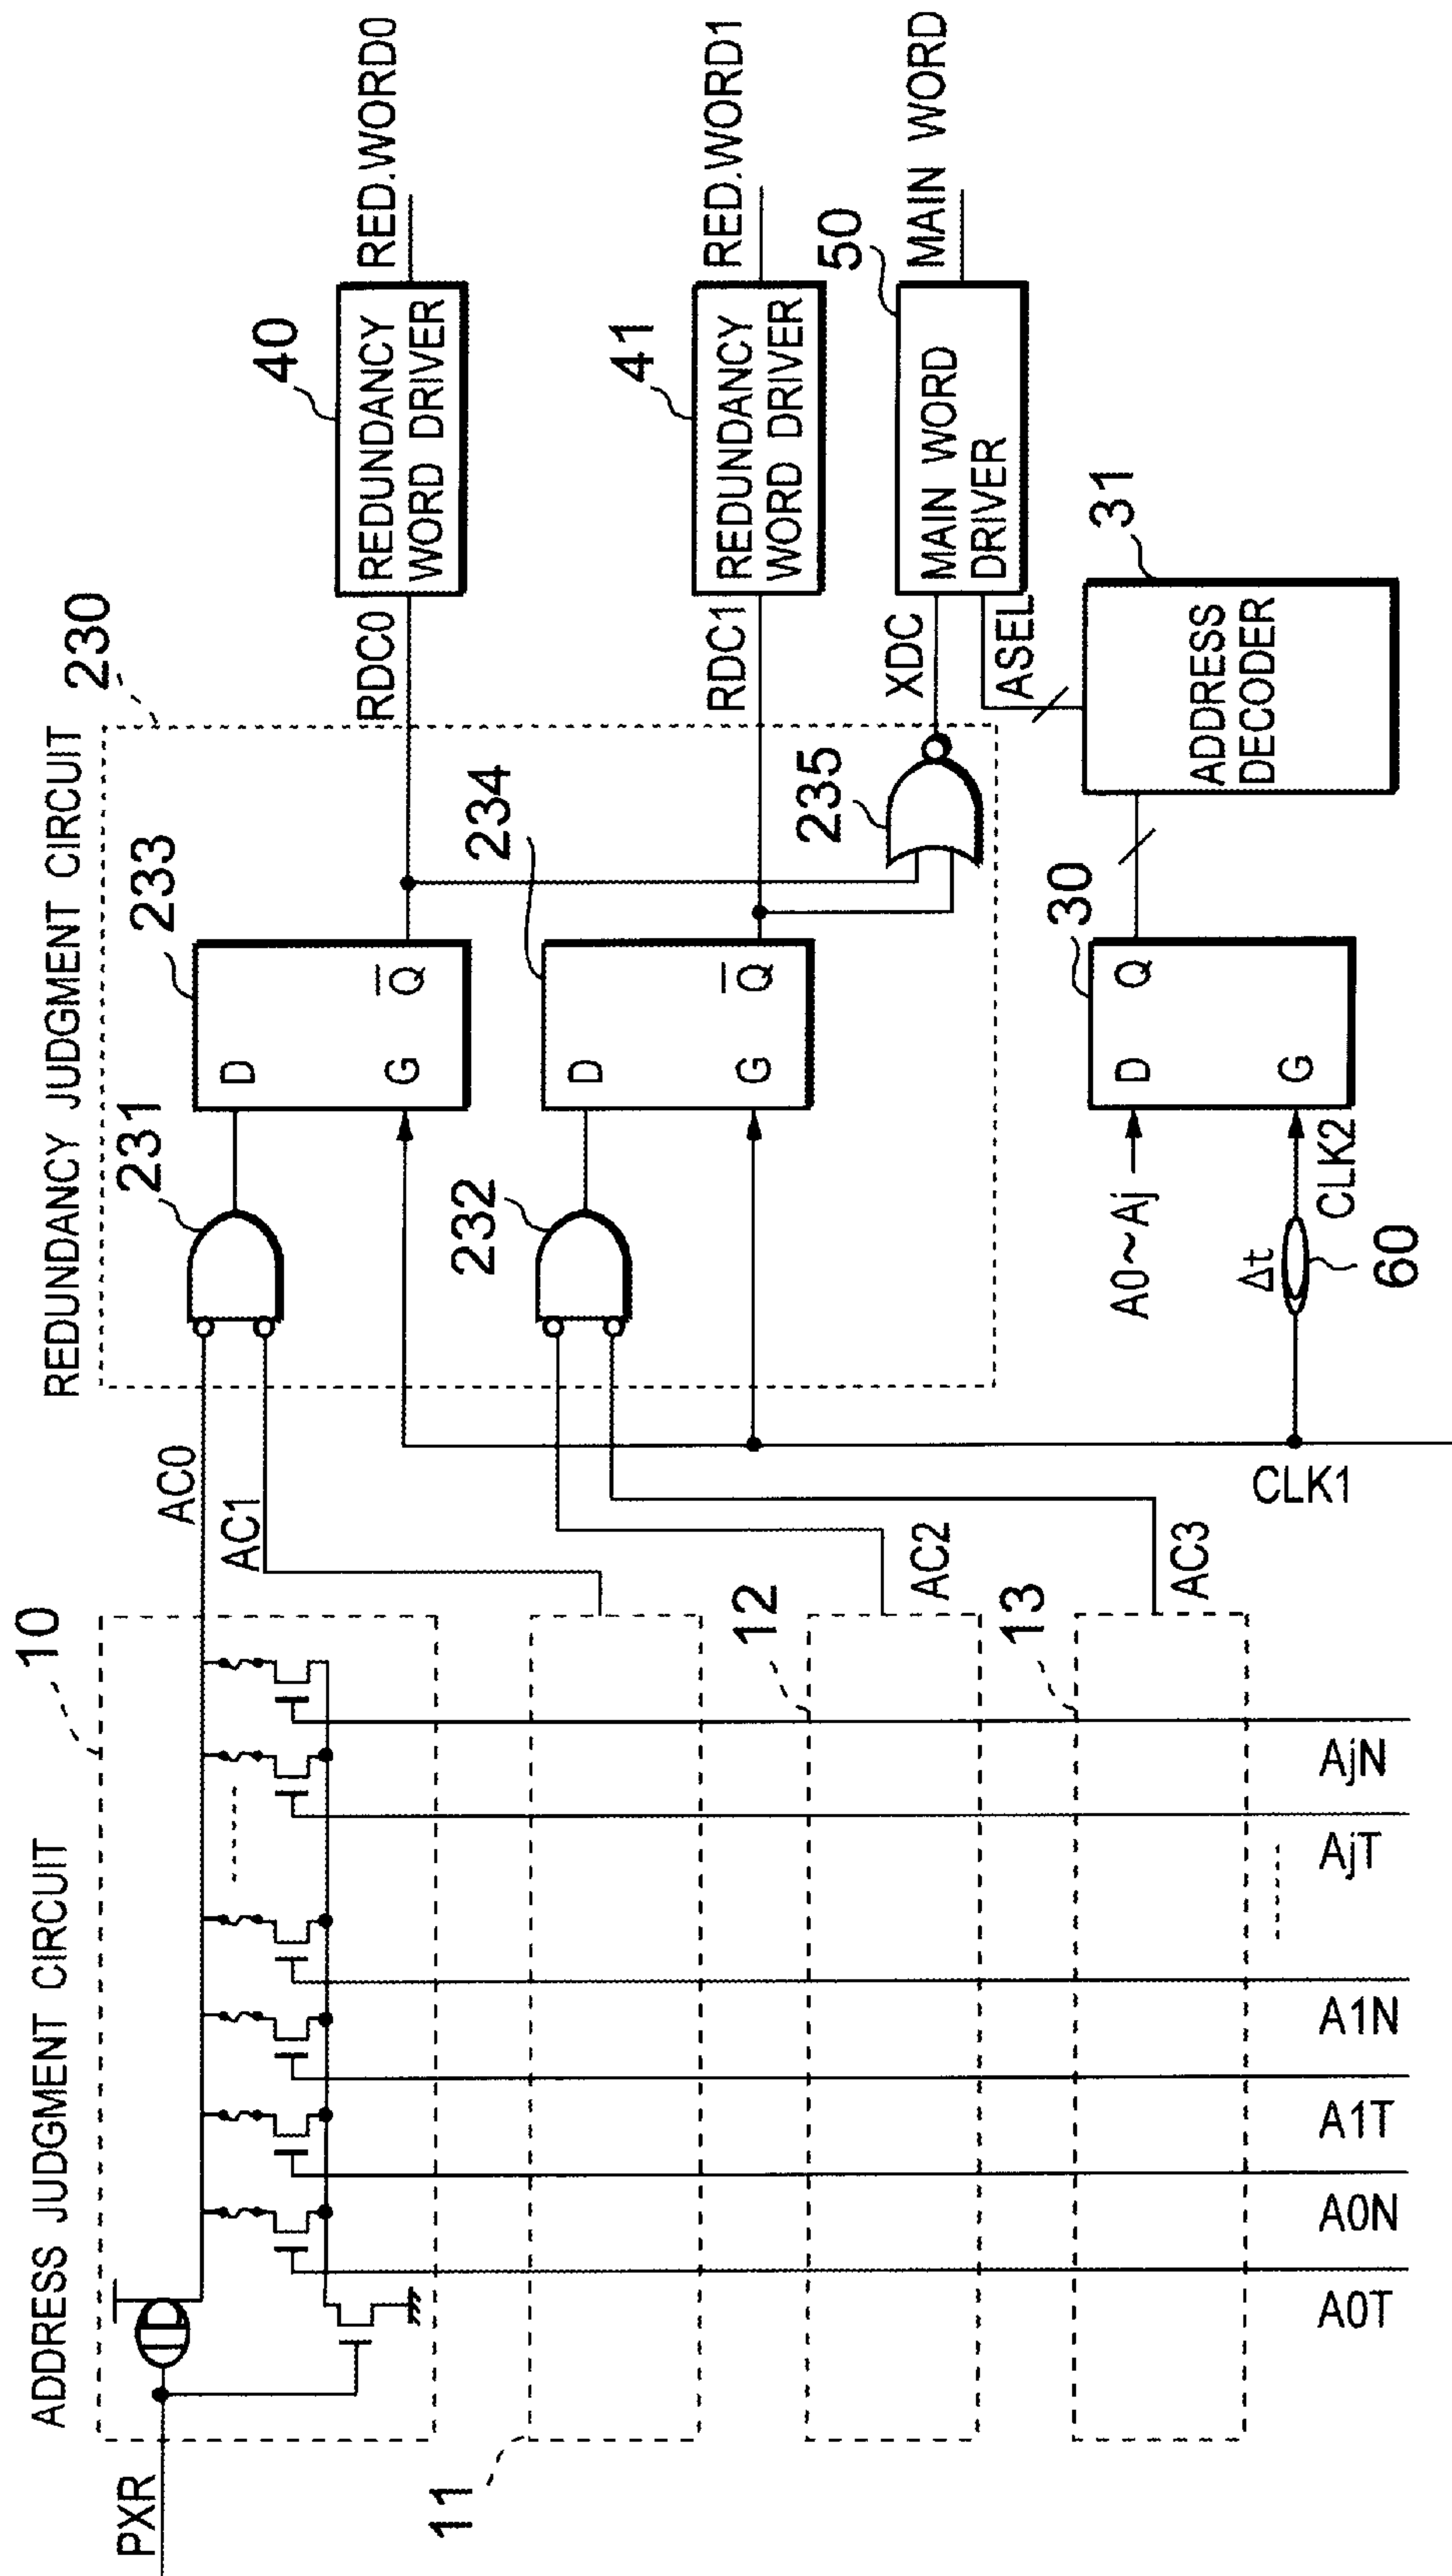 ADDRESS JUDGMENT CIRCUIT
10
PXR
11
12
13
A0T
A0N
A1T
A1N
AjT
AjN
AC0
AC1
AC2
AC3
REDUNDANCY JUDGMENT CIRCUIT
230
231
232
233
D
G
Q
234
D
G
Q
235
CLK1
A0~Aj
Δt
60
CLK2
30
D
Q
G
31
ADDRESS
DECODER
RDC0
RDC1
XDC
ASEL
40
REDUNDANCY
WORD DRIVER
RED.WORD0
41
REDUNDANCY
WORD DRIVER
RED.WORD1
50
MAIN WORD
DRIVER
MAIN WORD